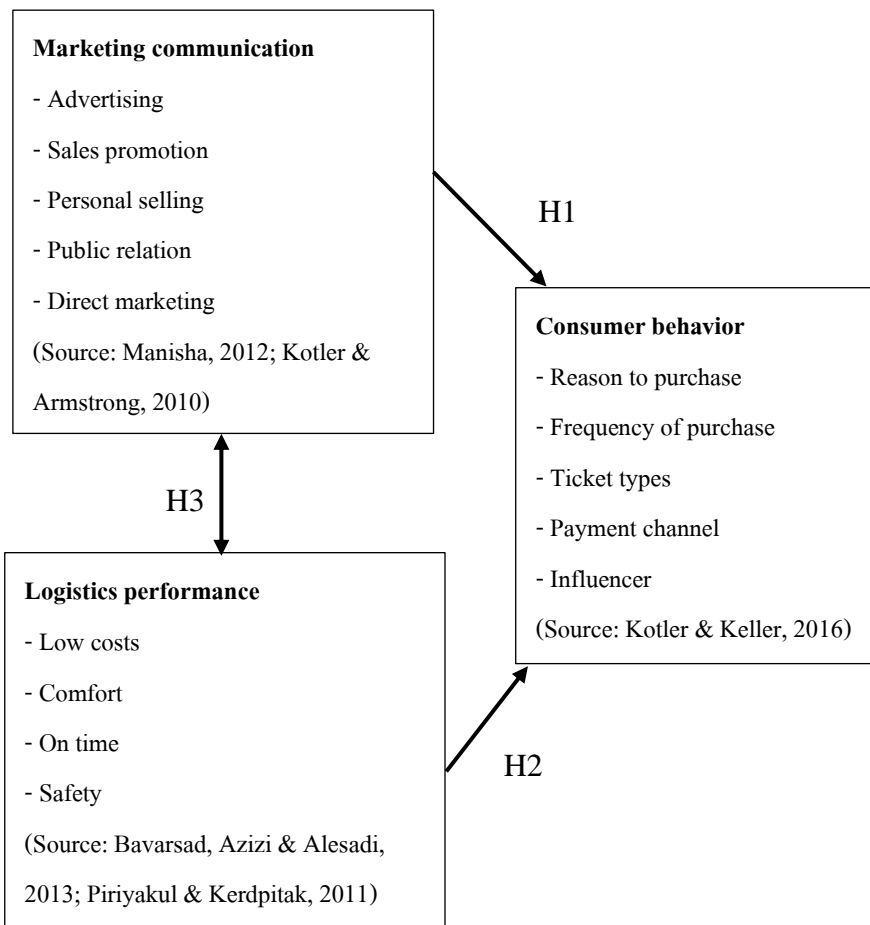 Marketing communication
- Advertising
- Sales promotion
- Personal selling
- Public relation
- Direct marketing
(Source: Manisha, 2012; Kotler &
Armstrong, 2010)
H1
Consumer behavior
- Reason to purchase
- Frequency of purchase
- Ticket types
- Payment channel
- Influencer
(Source: Kotler & Keller, 2016)
H3
Logistics performance
- Low costs
- Comfort
- On time
- Safety
(Source: Bavarsad, Azizi & Alesadi,
2013; Piriyakul & Kerdpitak, 2011)
H2